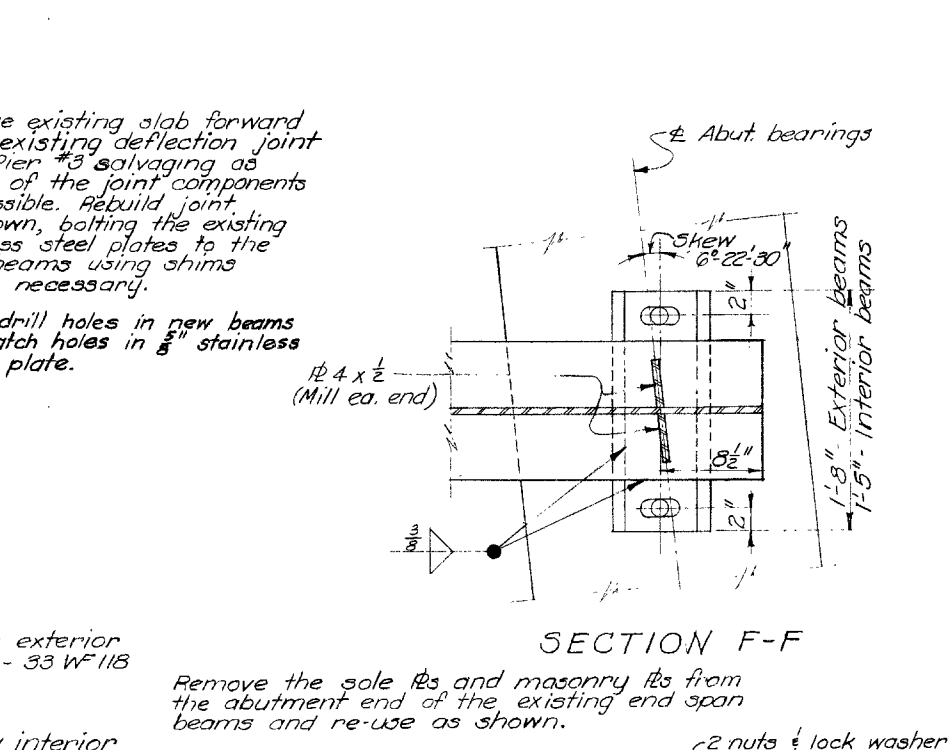 e existing slab forward
existing deflection joint
Pier #3 salvaging as
of the joint components
ssible. Rebuild joint
own, bolting the existing
ss steel plates to the
beams using shims
necessary.
drill holes in new beams
atch holes in 5/8" stainless
plate.
℄ Abut. bearings
Skew
6°-22'-30"
2"
1'-8" - Exterior beams
1'-5" - Interior beams
℄ 4 x 1/2
(Mill ea. end)
8 1/2"
2"
3/8
SECTION F-F
exterior
- 33 WF 118
Remove the sole ℄s and masonry ℄s from
the abutment end of the existing end span
beams and re-use as shown.
interior
2 nuts & lock washer